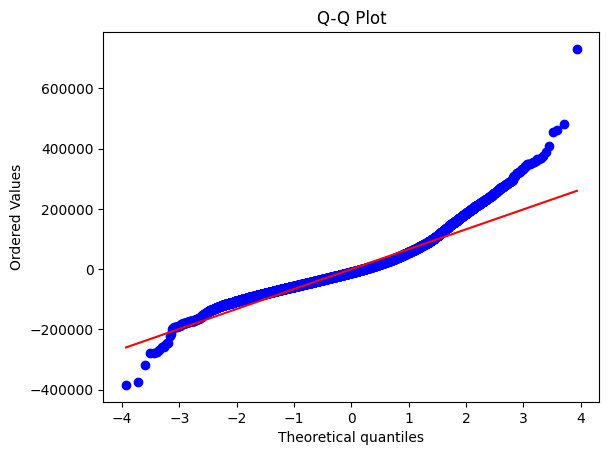 Q-Q Plot
Ordered Values
600000
400000
200000
0
−200000
−400000
−4 −3 −2 −1 0 1 2 3 4
Theoretical quantiles